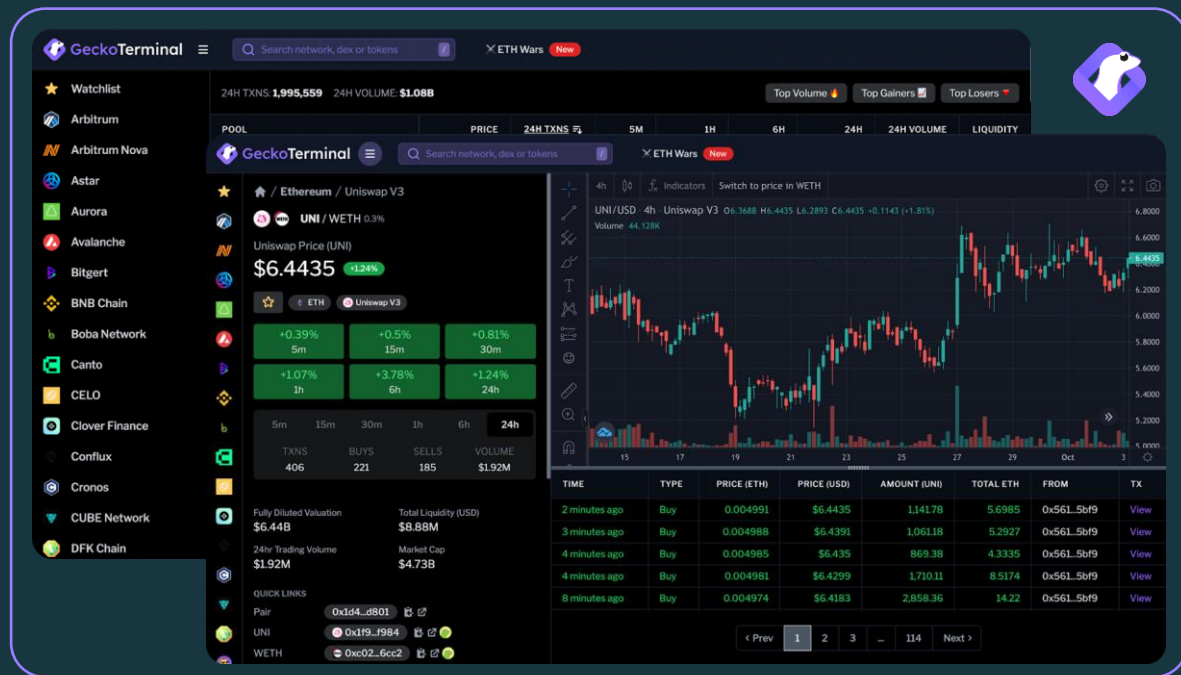 GeckoTerminal
Search network, dex or tokens /
ETH Wars New
Watchlist
Arbitrum
Arbitrum Nova
Astar
Aurora
Avalanche
Bitgert
BNB Chain
Boba Network
Canto
CELO
Clover Finance
Conflux
Cronos
CUBE Network
DFK Chain
24H TXNS: 1,995,559 24H VOLUME: $1.08B
Top Volume Top Gainers Top Losers
POOL PRICE 24H TXNS 5M 1H 6H 24H 24H VOLUME LIQUIDITY
GeckoTerminal
Search network, dex or tokens /
ETH Wars New
/ Ethereum / Uniswap V3
UNI / WETH 0.3%
Uniswap Price (UNI)
$6.4435 +1.24%
ETH Uniswap V3
+0.39% +0.5% +0.81%
5m 15m 30m
+1.07% +3.78% +1.24%
1h 6h 24h
5m 15m 30m 1h 6h 24h
TXNS BUYS SELLS VOLUME
406 221 185 $1.92M
Fully Diluted Valuation Total Liquidity (USD)
$6.44B $8.88M
24hr Trading Volume Market Cap
$1.92M $4.73B
QUICK LINKS
Pair 0x1d4...d801
UNI 0x1f9...f984
WETH 0xc02...6cc2
4h Indicators Switch to price in WETH
UNI/USD · 4h · Uniswap V3 O6.3688 H6.4435 L6.2893 C6.4435 +0.1143 (+1.81%)
Volume 44.128K
6.8000
6.6000
6.4435
6.2000
6.0000
5.8000
5.6000
5.4000
5.2000
5.0000
15 17 19 21 23 25 27 29 Oct 3
TIME TYPE PRICE (ETH) PRICE (USD) AMOUNT (UNI) TOTAL ETH FROM TX
2 minutes ago Buy 0.004991 $6.4435 1,141.78 5.6985 0x561...5bf9 View
3 minutes ago Buy 0.004988 $6.4391 1,061.18 5.2927 0x561...5bf9 View
4 minutes ago Buy 0.004985 $6.435 869.38 4.3335 0x561...5bf9 View
4 minutes ago Buy 0.004981 $6.4299 1,710.11 8.5174 0x561...5bf9 View
8 minutes ago Buy 0.004974 $6.4183 2,858.36 14.22 0x561...5bf9 View
‹ Prev 1 2 3 ... 114 Next ›